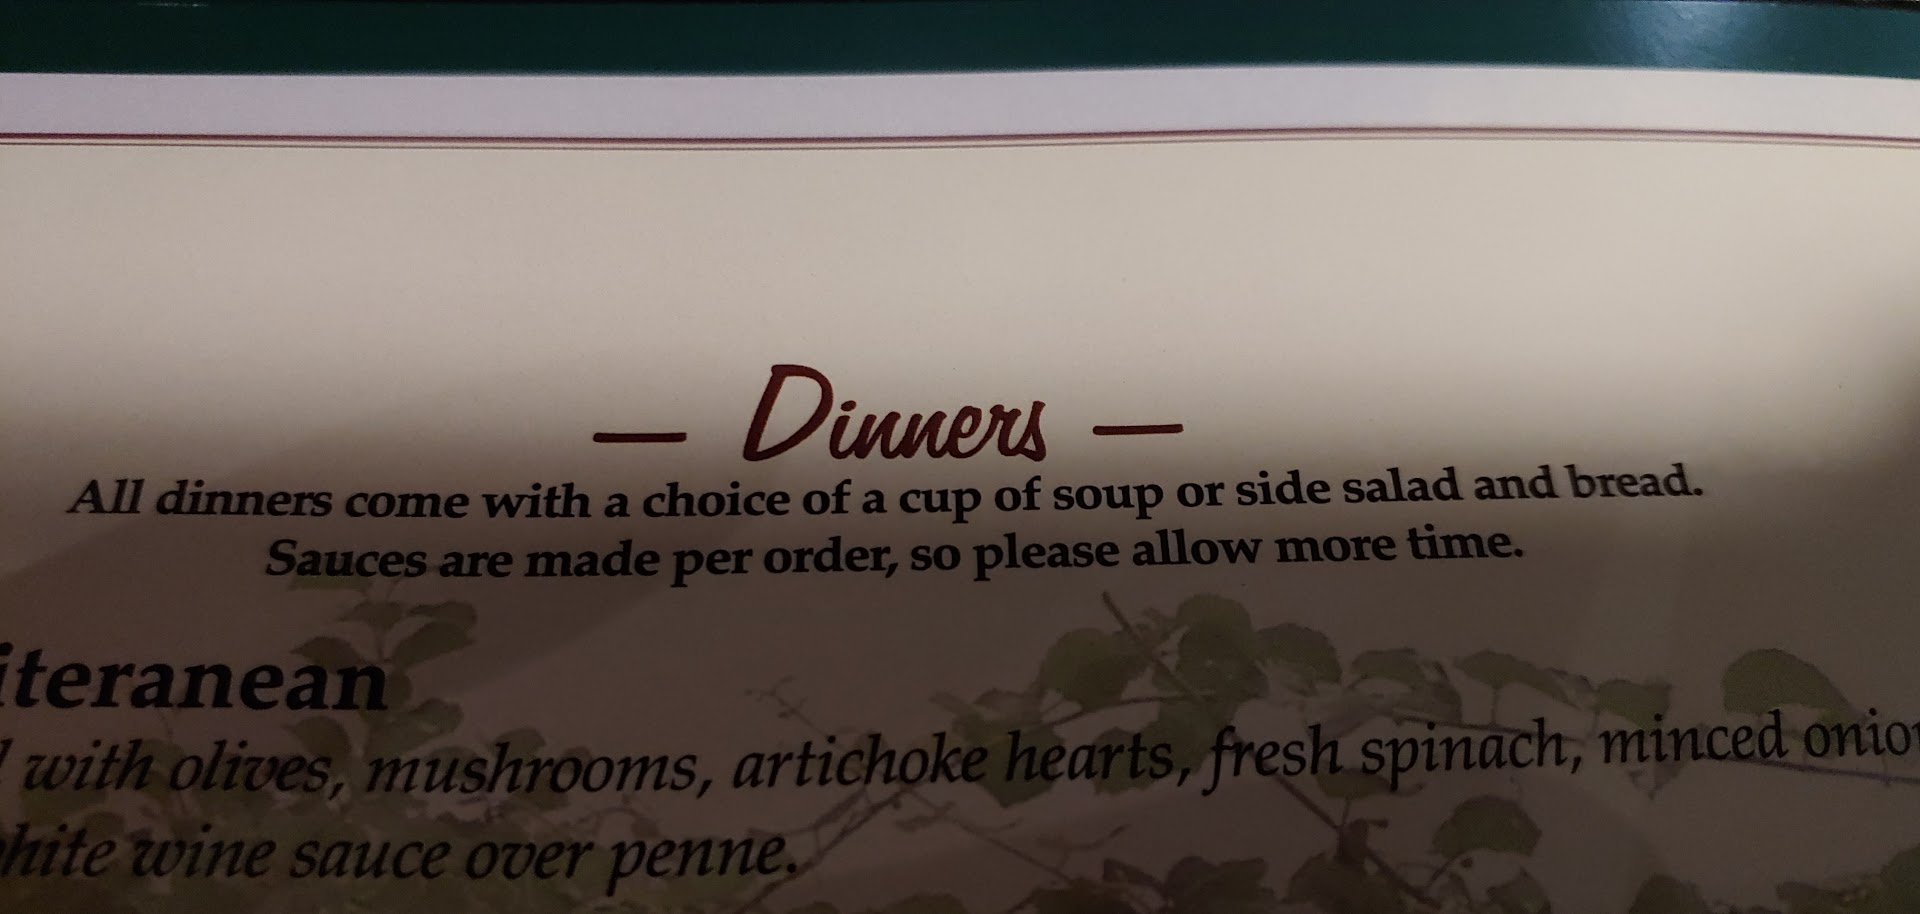 — Dinners —
All dinners come with a choice of a cup of soup or side salad and bread.
Sauces are made per order, so please allow more time.
iteranean
with olives, mushrooms, artichoke hearts, fresh spinach, minced onio
hite wine sauce over penne.